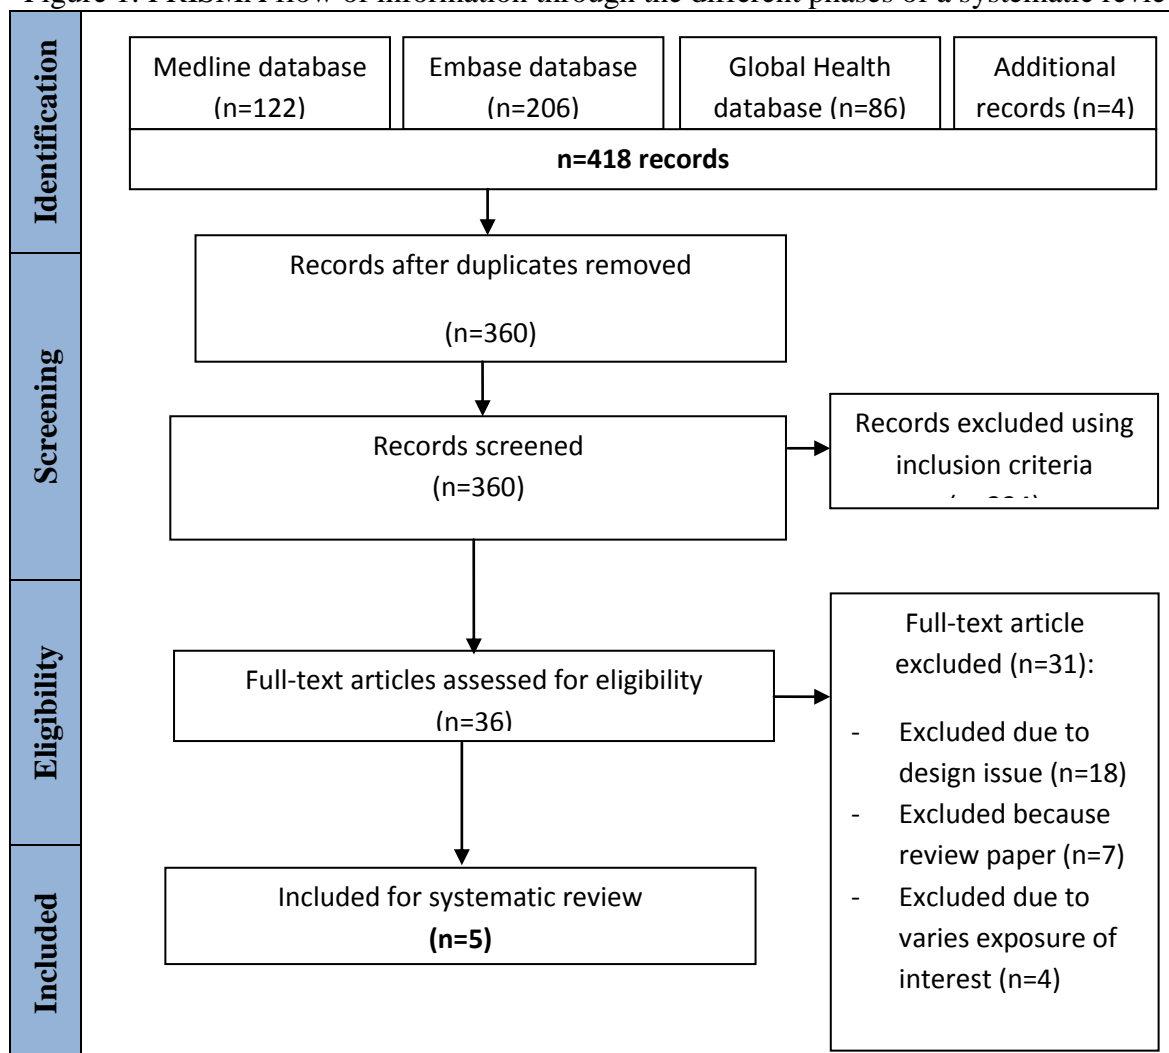 Figure 1. PRISMA flow of information through the different phases of a systematic
Identification
Medline database
(n=122)
Embase database
(n=206)
Global Health
database (n=86)
Additional
records (n=4)
n=418 records
Screening
Records after duplicates removed
(n=360)
Records screened
(n=360)
Records excluded using
inclusion criteria
Eligibility
Full-text articles assessed for eligibility
(n=36)
Full-text article
excluded (n=31):
- Excluded due to
design issue (n=18)
- Excluded because
review paper (n=7)
- Excluded due to
varies exposure of
interest (n=4)
Included
Included for systematic review
(n=5)